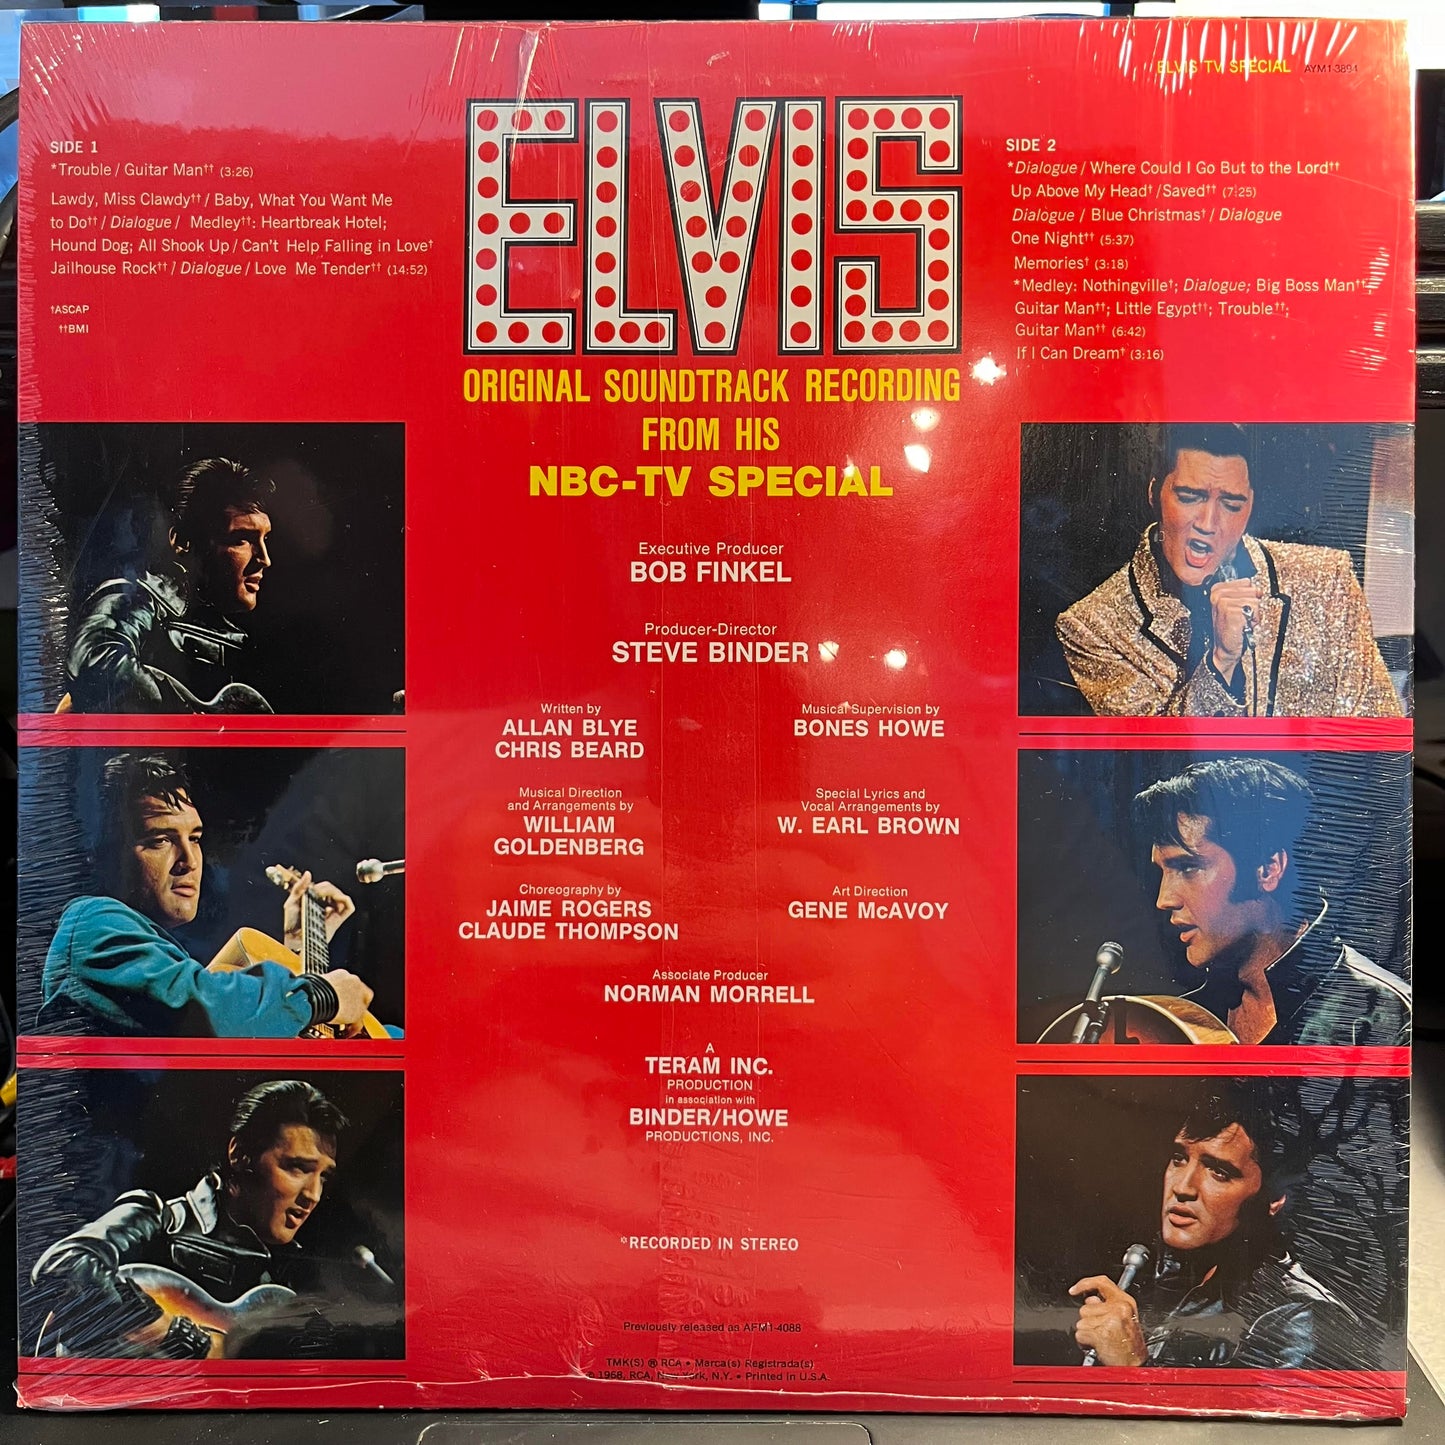 ELVIS TV SPECIAL AYM1-3894
ELVIS
SIDE 1
*Trouble / Guitar Man†† (3:26)
Lawdy, Miss Clawdy†† / Baby, What You Want Me
to Do†† / Dialogue / Medley††: Heartbreak Hotel;
Hound Dog; All Shook Up / Can't Help Falling in Love†
Jailhouse Rock†† / Dialogue / Love Me Tender†† (14:52)
†ASCAP
††BMI
SIDE 2
*Dialogue / Where Could I Go But to the Lord††
Up Above My Head† / Saved†† (7:25)
Dialogue / Blue Christmas† / Dialogue
One Night†† (5:37)
Memories† (3:18)
*Medley: Nothingville†; Dialogue; Big Boss Man††;
Guitar Man††; Little Egypt††; Trouble††;
Guitar Man†† (6:42)
If I Can Dream† (3:16)
ORIGINAL SOUNDTRACK RECORDING
FROM HIS
NBC-TV SPECIAL
Executive Producer
BOB FINKEL
Producer-Director
STEVE BINDER
Written by
ALLAN BLYE
CHRIS BEARD
Musical Supervision by
BONES HOWE
Musical Direction
and Arrangements by
WILLIAM
GOLDENBERG
Special Lyrics and
Vocal Arrangements by
W. EARL BROWN
Choreography by
JAIME ROGERS
CLAUDE THOMPSON
Art Direction
GENE McAVOY
Associate Producer
NORMAN MORRELL
A
TERAM INC.
PRODUCTION
in association with
BINDER/HOWE
PRODUCTIONS, INC.
*RECORDED IN STEREO
Previously released as AFM1-4088
TMK(S) ® RCA • Marca(s) Registrada(s)
© 1968, RCA, New York, N.Y. • Printed in U.S.A.